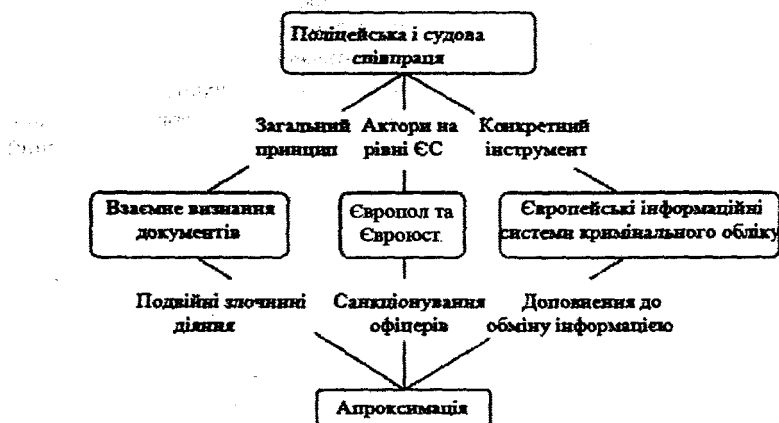 Поліцейська і судова
співпраця
Загальний
принцип
Актори на
рівні ЄС
Конкретний
інструмент
Взаємне визнання
документів
Європол та
Євроюст
Європейські інформаційні
системи кримінального обліку
Подвійні злочинні
діяння
Санкціонування
офіцерів
Доповнення до
обміну інформацією
Апроксимація